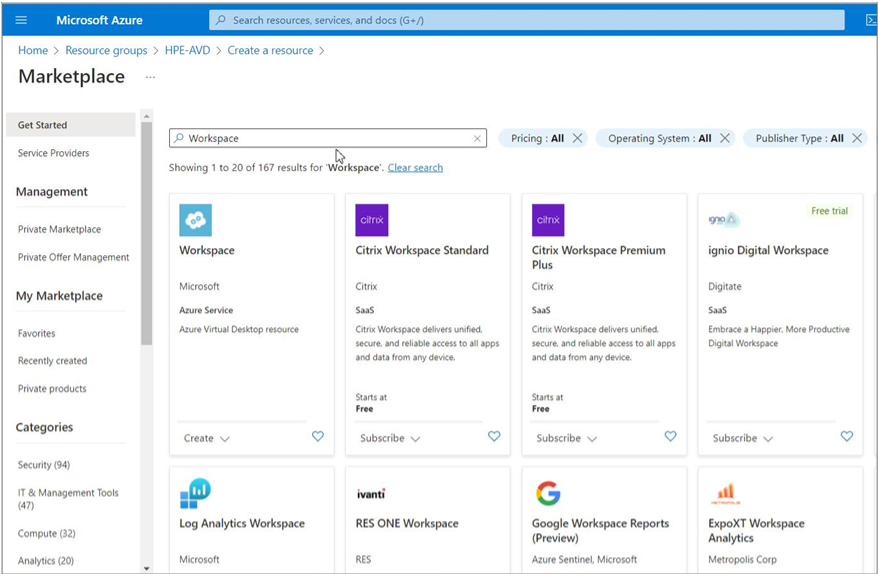 Microsoft Azure
Search resources, services, and docs (G+/)
Home > Resource groups > HPE-AVD > Create a resource >
Marketplace ...
Get Started
Service Providers
Management
Private Marketplace
Private Offer Management
My Marketplace
Favorites
Recently created
Private products
Categories
Security (94)
IT & Management Tools
(47)
Compute (32)
Analytics (20)
Workspace
Pricing : All
Operating System : All
Publisher Type : All
Showing 1 to 20 of 167 results for 'Workspace'. Clear search
Workspace
Microsoft
Azure Service
Azure Virtual Desktop resource
Create
citrix
Citrix Workspace Standard
Citrix
SaaS
Citrix Workspace delivers unified,
secure, and reliable access to all apps
and data from any device.
Starts at
Free
Subscribe
citrix
Citrix Workspace Premium
Plus
Citrix
SaaS
Citrix Workspace delivers unified,
secure, and reliable access to all apps
and data from any device.
Starts at
Free
Subscribe
ignio
Free trial
ignio Digital Workspace
Digitate
SaaS
Embrace a Happier, More Productive
Digital Workspace
Subscribe
Log Analytics Workspace
Microsoft
ivanti
RES ONE Workspace
RES
Google Workspace Reports
(Preview)
Azure Sentinel, Microsoft
METROPOLIS
ExpoXT Workspace
Analytics
Metropolis Corp